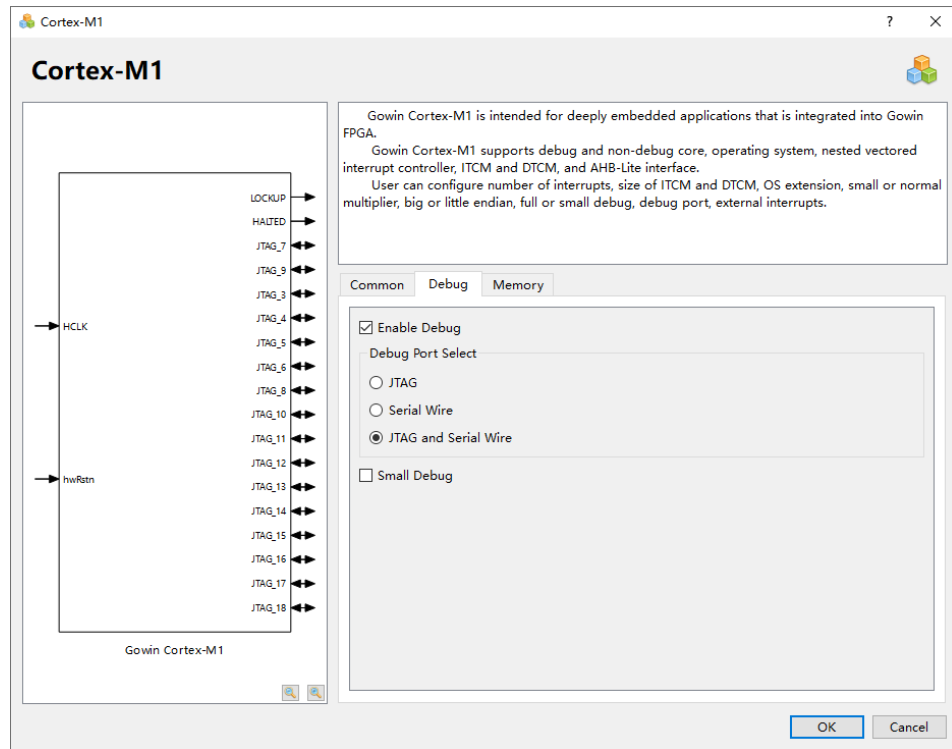 Cortex-M1
?
Cortex-M1
LOCKUP
HALTED
JTAG_7
JTAG_9
JTAG_3
JTAG_4
JTAG_5
JTAG_6
JTAG_8
JTAG_10
JTAG_11
JTAG_12
JTAG_13
JTAG_14
JTAG_15
JTAG_16
JTAG_17
JTAG_18
HCLK
hwRstn
Gowin Cortex-M1
Gowin Cortex-M1 is intended for deeply embedded applications that is integrated into Gowin
FPGA.
Gowin Cortex-M1 supports debug and non-debug core, operating system, nested vectored
interrupt controller, ITCM and DTCM, and AHB-Lite interface.
User can configure number of interrupts, size of ITCM and DTCM, OS extension, small or normal
multiplier, big or little endian, full or small debug, debug port, external interrupts.
Common Debug Memory
Enable Debug
Debug Port Select
JTAG
Serial Wire
JTAG and Serial Wire
Small Debug
OK Cancel